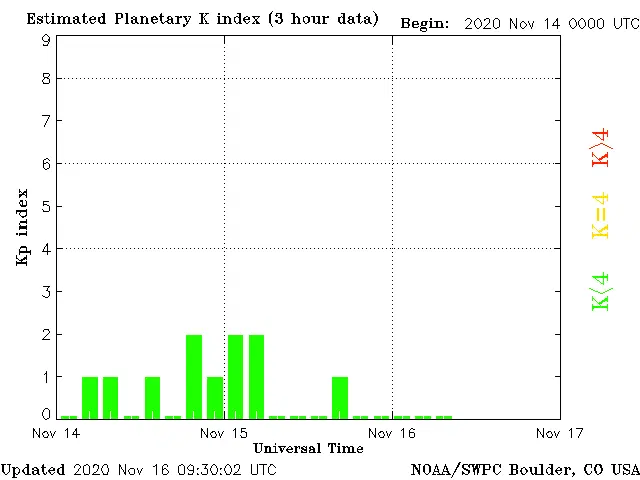 Estimated Planetary K index (3 hour data)
Begin: 2020 Nov 14 0000 UTC
9
8
7
6
5
4
3
2
1
0
Kp index
K>4
K=4
K<4
Nov 14
Nov 15
Nov 16
Nov 17
Universal Time
Updated 2020 Nov 16 09:30:02 UTC
NOAA/SWPC Boulder, CO USA